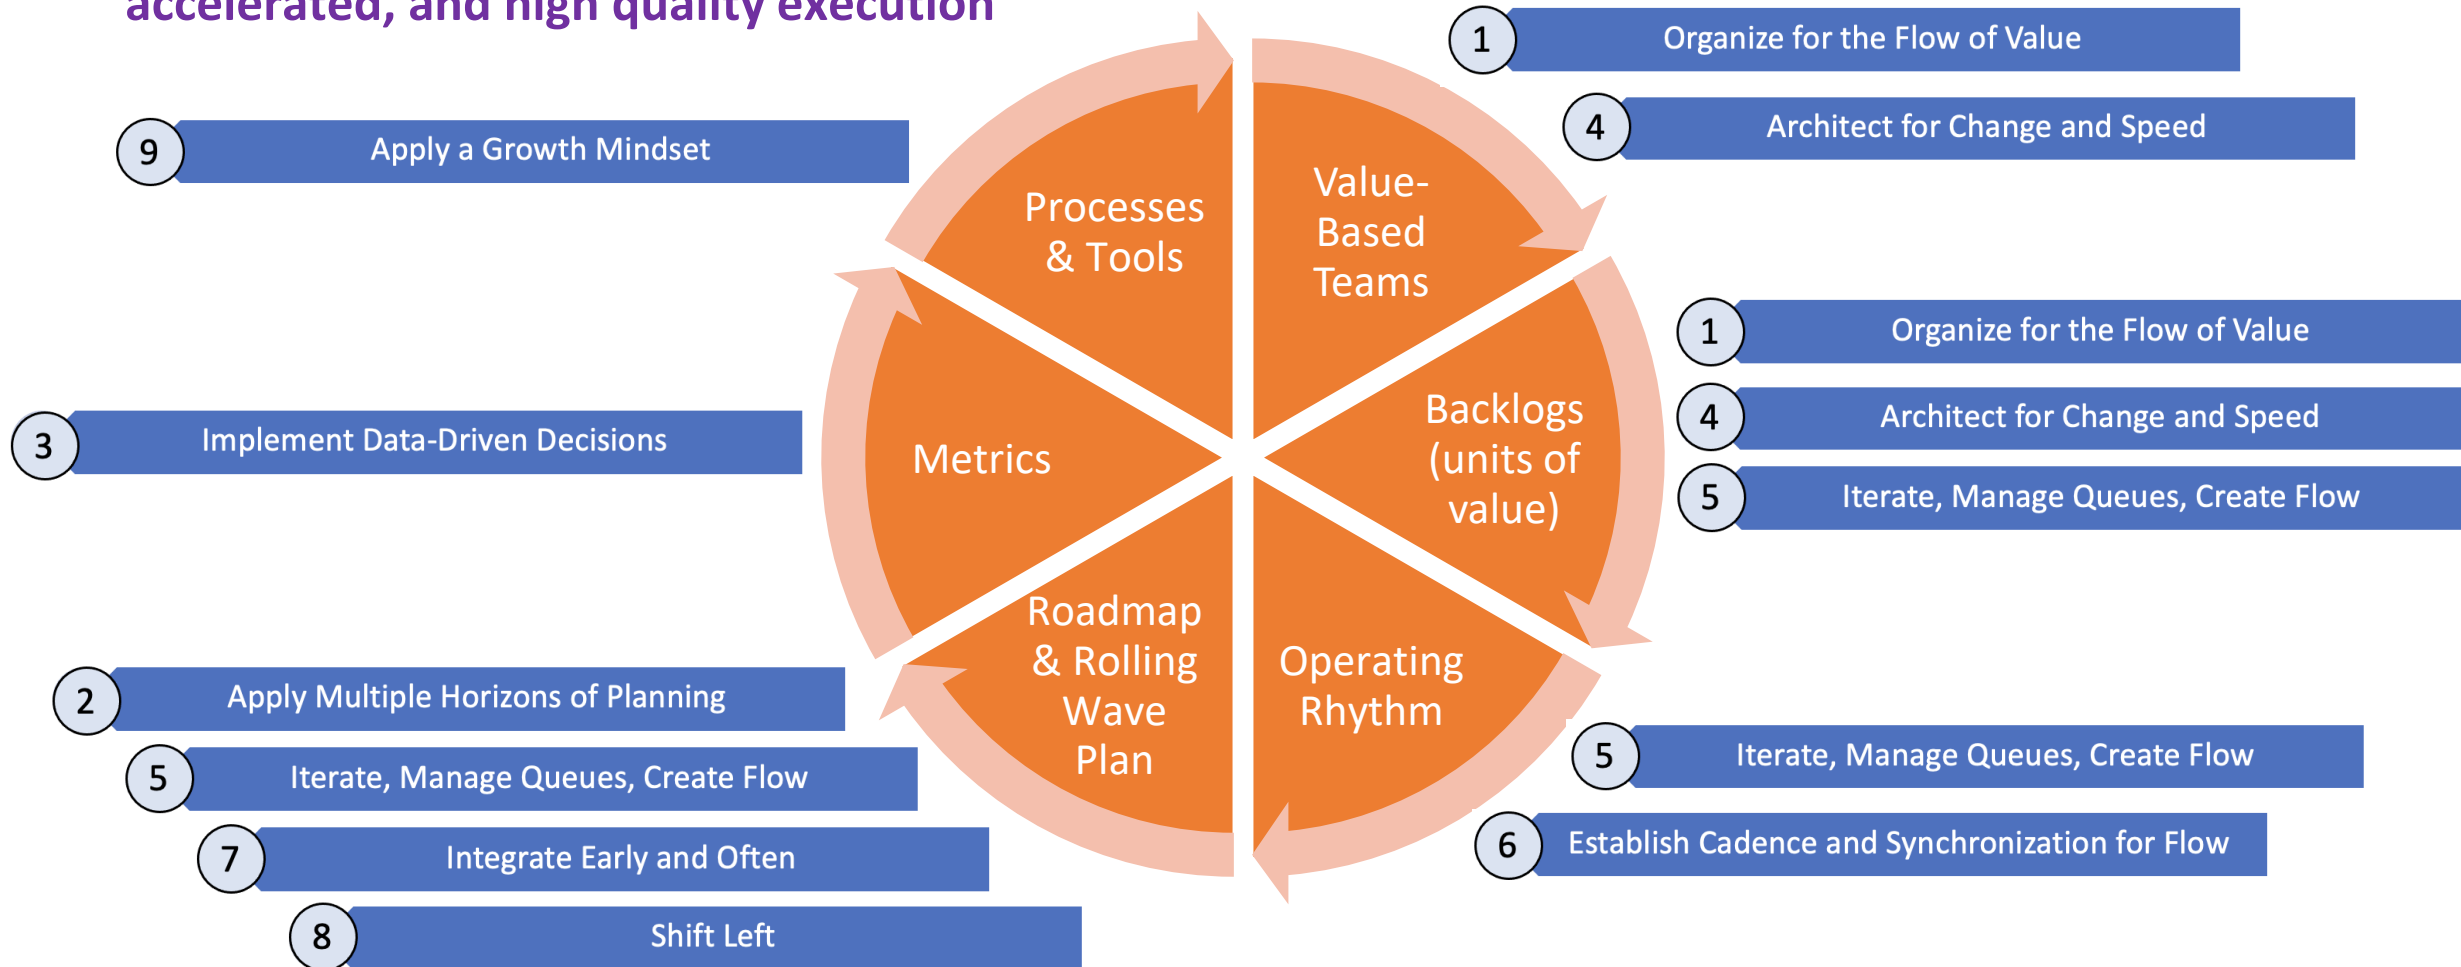 accelerated, and high quality execution
1
Organize for the Flow of Value
4
Architect for Change and Speed
9
Apply a Growth Mindset
Processes
& Tools
Value-
Based
Teams
1
Organize for the Flow of Value
4
Architect for Change and Speed
5
Iterate, Manage Queues, Create Flow
Backlogs
(units of
value)
3
Implement Data-Driven Decisions
Metrics
Roadmap
& Rolling
Wave
Plan
Operating
Rhythm
2
Apply Multiple Horizons of Planning
5
Iterate, Manage Queues, Create Flow
7
Integrate Early and Often
8
Shift Left
5
Iterate, Manage Queues, Create Flow
6
Establish Cadence and Synchronization for Flow